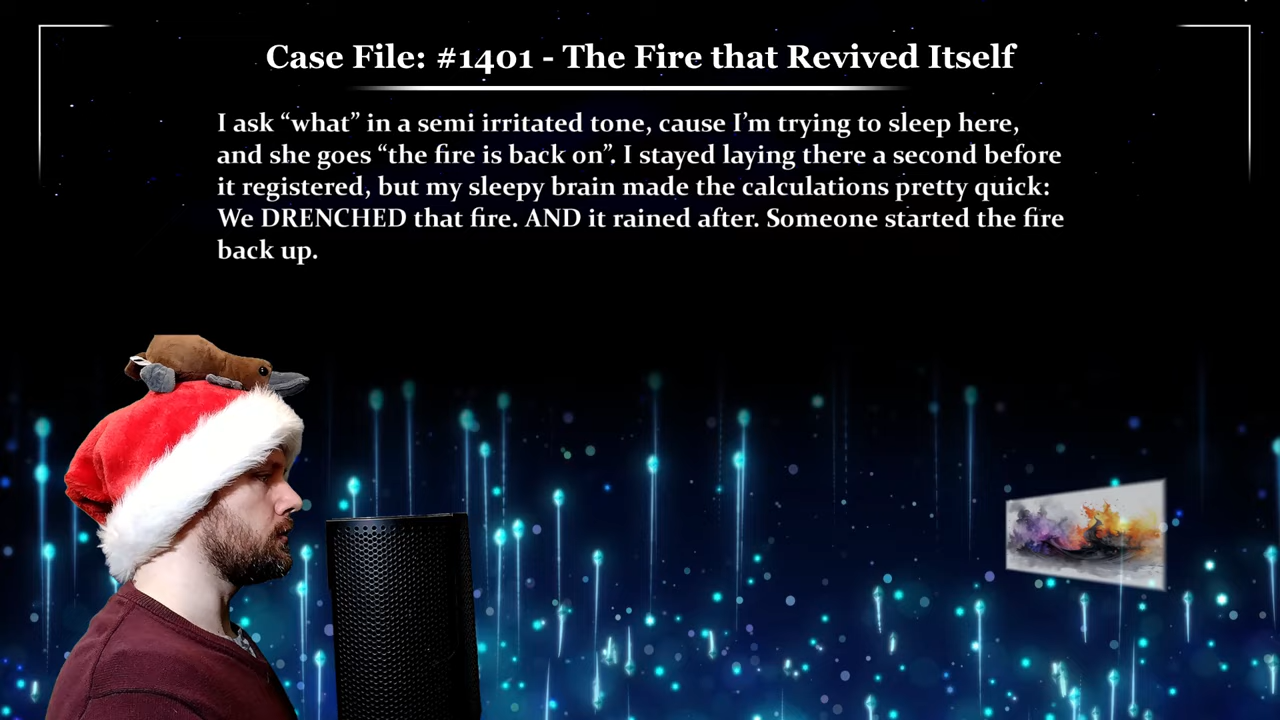 Case File: #1401 - The Fire that Revived Itself
I ask “what” in a semi irritated tone, cause I’m trying to sleep here,
and she goes “the fire is back on”. I stayed laying there a second before
it registered, but my sleepy brain made the calculations pretty quick:
We DRENCHED that fire. AND it rained after. Someone started the fire
back up.